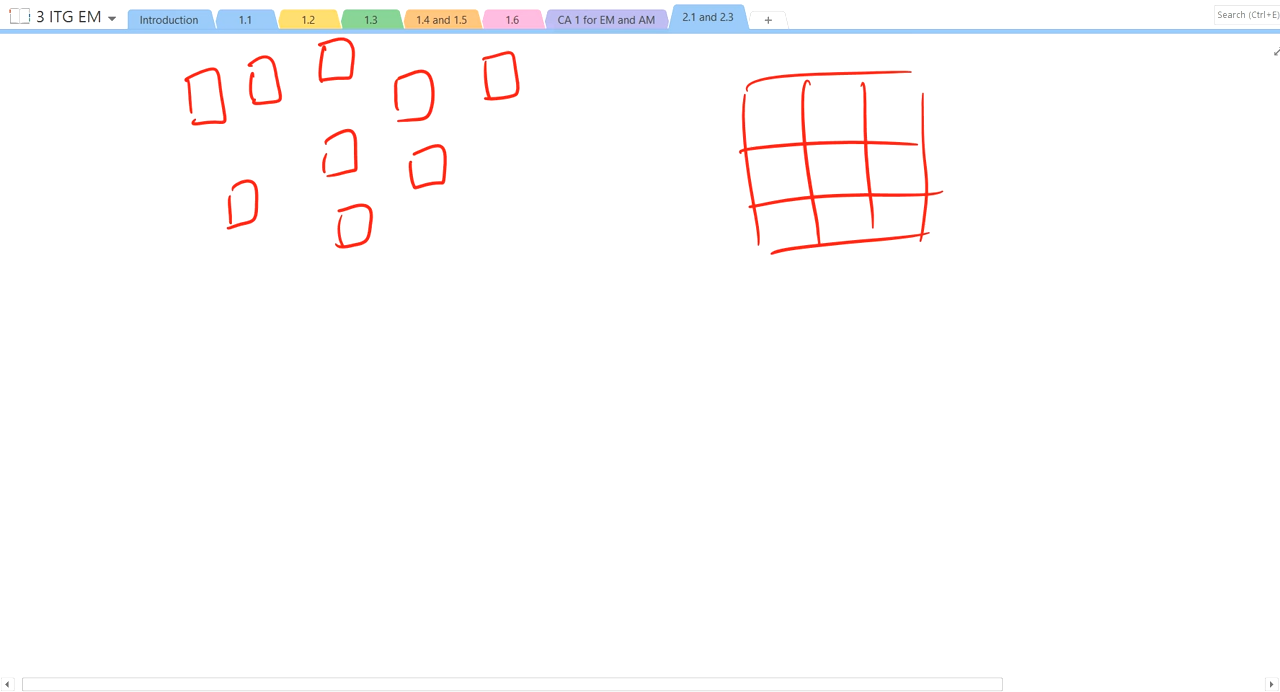 3 ITG EM
Introduction
1.1
1.2
1.3
1.4 and 1.5
1.6
CA 1 for EM and AM
2.1 and 2.3
+
Search (Ctrl+E)